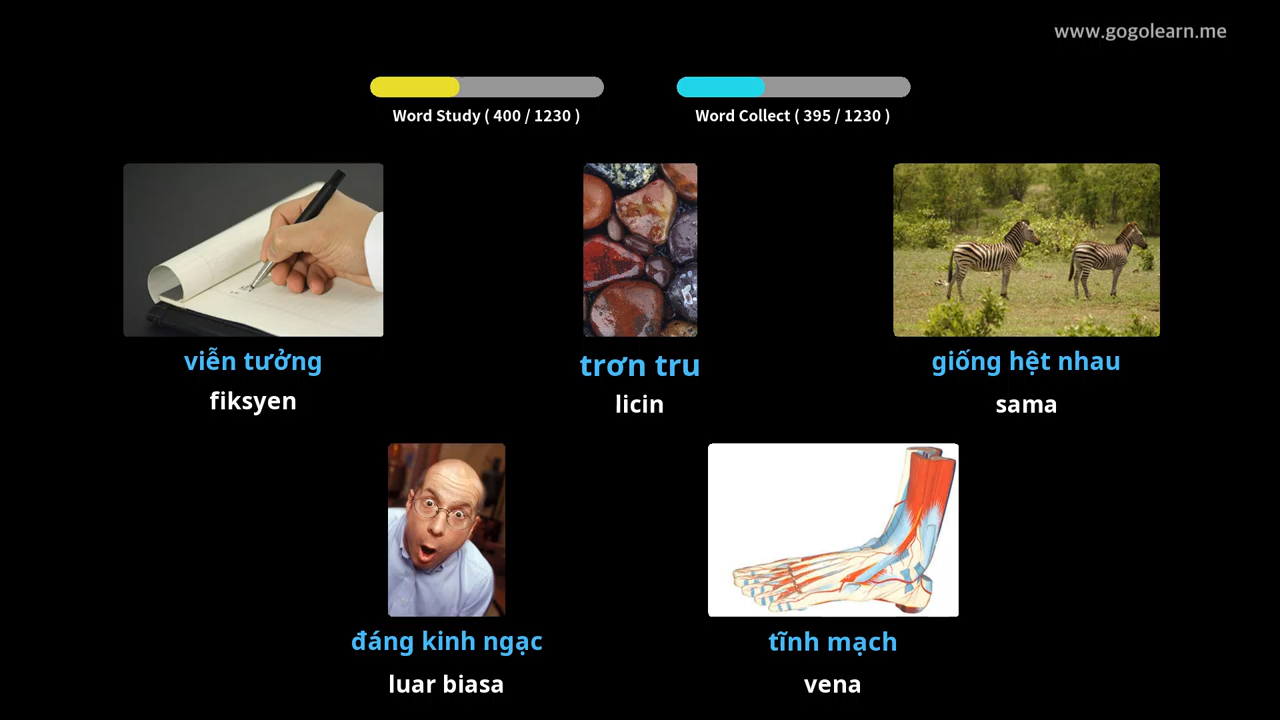 www.gogolearn.me
Word Study ( 400 / 1230 )
Word Collect ( 395 / 1230 )
viễn tưởng
fiksyen
trơn tru
licin
giống hệt nhau
sama
đáng kinh ngạc
luar biasa
tĩnh mạch
vena